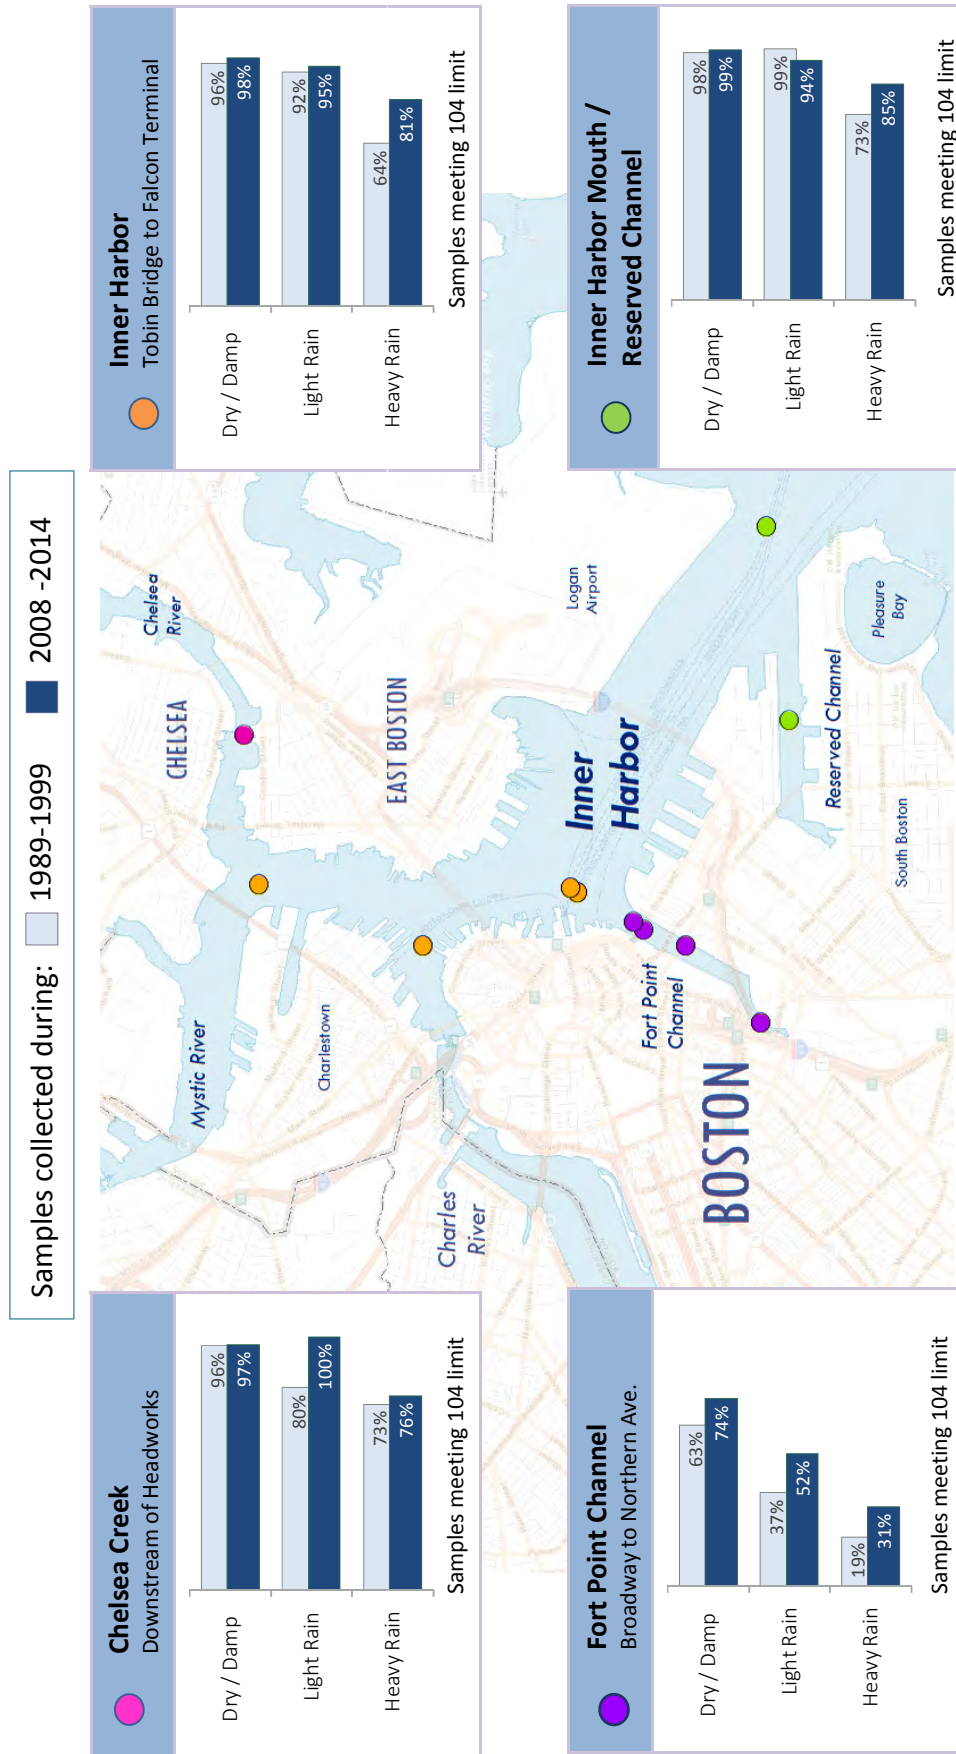 Samples collected during:
1989-1999
2008 -2014
Chelsea Creek
Downstream of Headworks
Dry / Damp
96%
97%
Light Rain
80%
100%
Heavy Rain
73%
76%
Samples meeting 104 limit
Inner Harbor
Tobin Bridge to Falcon Terminal
Dry / Damp
96%
98%
Light Rain
92%
95%
Heavy Rain
64%
81%
Samples meeting 104 limit
Fort Point Channel
Broadway to Northern Ave.
Dry / Damp
63%
74%
Light Rain
37%
52%
Heavy Rain
19%
31%
Samples meeting 104 limit
Inner Harbor Mouth /
Reserved Channel
Dry / Damp
98%
99%
Light Rain
99%
94%
Heavy Rain
73%
85%
Samples meeting 104 limit
Chelsea
River
CHELSEA
Mystic River
Charlestown
EAST BOSTON
Charles
River
Logan
Airport
Inner
Harbor
Fort Point
Channel
BOSTON
Reserved Channel
Pleasure
Bay
South Boston